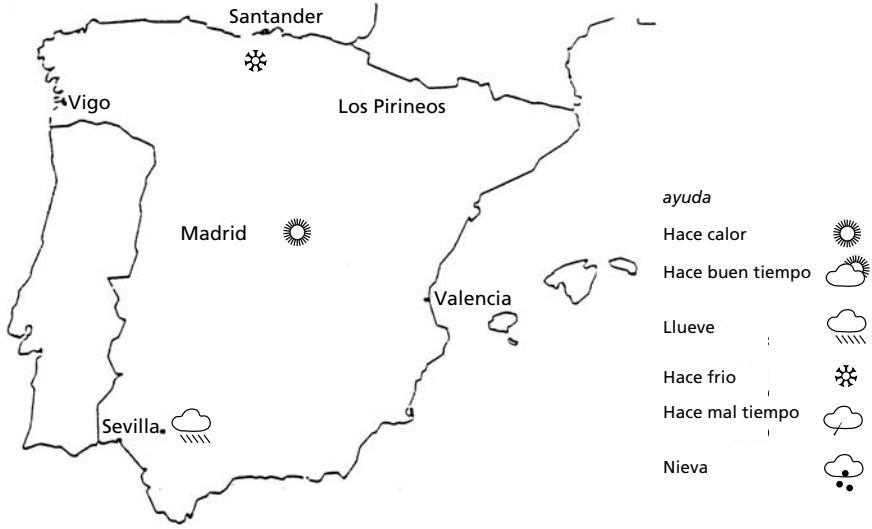 Santander
Vigo
Los Pirineos
Madrid
Valencia
Sevilla
ayuda
Hace calor
Hace buen tiempo
Llueve
Hace frio
Hace mal tiempo
Nieva